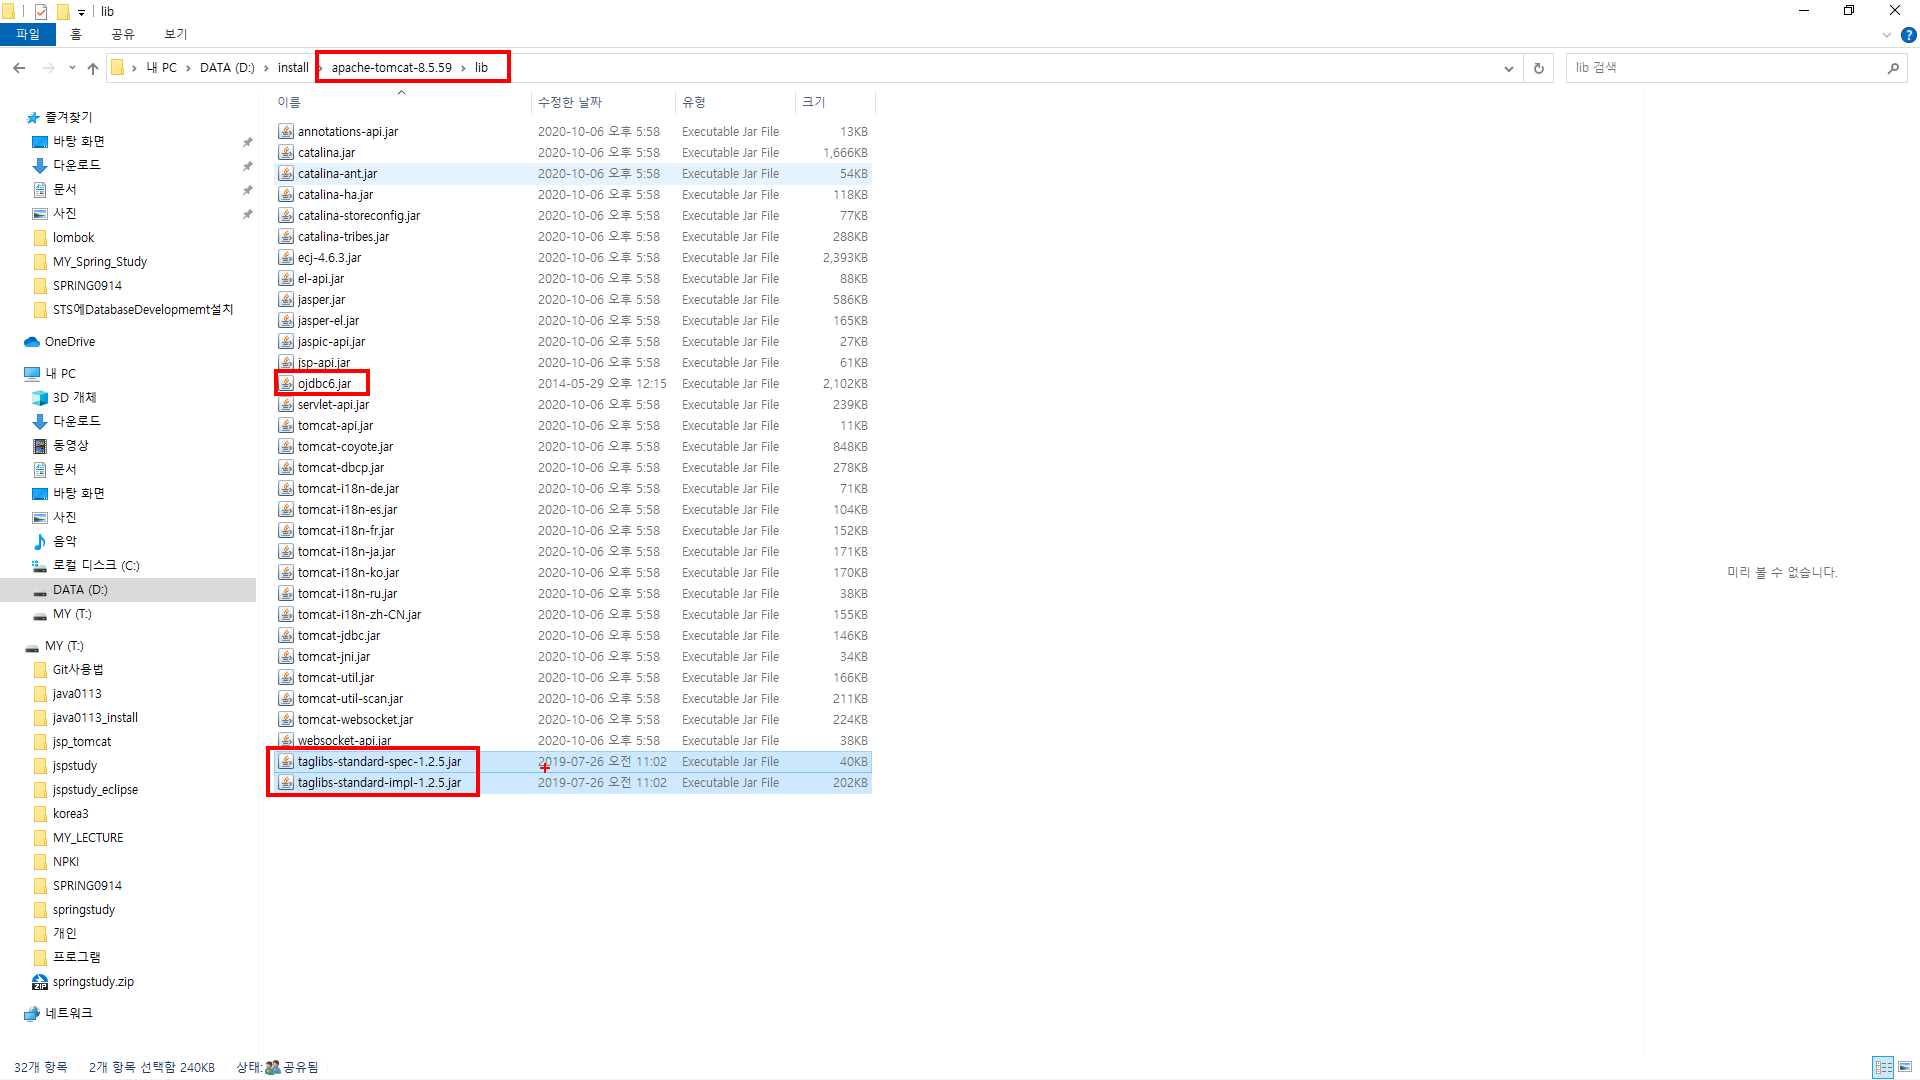 lib
파일 홈 공유 보기
내 PC > DATA (D:) > install > apache-tomcat-8.5.59 > lib
lib 검색
즐겨찾기
바탕 화면
다운로드
문서
사진
lombok
MY_Spring_Study
SPRING0914
STS에DatabaseDevelopmemt설치
OneDrive
내 PC
3D 개체
다운로드
동영상
문서
바탕 화면
사진
음악
로컬 디스크 (C:)
DATA (D:)
MY (T:)
MY (T:)
Git사용법
java0113
java0113_install
jsp_tomcat
jspstudy
jspstudy_eclipse
korea3
MY_LECTURE
NPKI
SPRING0914
springstudy
개인
프로그램
springstudy.zip
네트워크
이름 수정한 날짜 유형 크기
annotations-api.jar 2020-10-06 오후 5:58 Executable Jar File 13KB
catalina.jar 2020-10-06 오후 5:58 Executable Jar File 1,666KB
catalina-ant.jar 2020-10-06 오후 5:58 Executable Jar File 54KB
catalina-ha.jar 2020-10-06 오후 5:58 Executable Jar File 118KB
catalina-storeconfig.jar 2020-10-06 오후 5:58 Executable Jar File 77KB
catalina-tribes.jar 2020-10-06 오후 5:58 Executable Jar File 288KB
ecj-4.6.3.jar 2020-10-06 오후 5:58 Executable Jar File 2,393KB
el-api.jar 2020-10-06 오후 5:58 Executable Jar File 88KB
jasper.jar 2020-10-06 오후 5:58 Executable Jar File 586KB
jasper-el.jar 2020-10-06 오후 5:58 Executable Jar File 165KB
jaspic-api.jar 2020-10-06 오후 5:58 Executable Jar File 27KB
jsp-api.jar 2020-10-06 오후 5:58 Executable Jar File 61KB
ojdbc6.jar 2014-05-29 오후 12:15 Executable Jar File 2,102KB
servlet-api.jar 2020-10-06 오후 5:58 Executable Jar File 239KB
tomcat-api.jar 2020-10-06 오후 5:58 Executable Jar File 11KB
tomcat-coyote.jar 2020-10-06 오후 5:58 Executable Jar File 848KB
tomcat-dbcp.jar 2020-10-06 오후 5:58 Executable Jar File 278KB
tomcat-i18n-de.jar 2020-10-06 오후 5:58 Executable Jar File 71KB
tomcat-i18n-es.jar 2020-10-06 오후 5:58 Executable Jar File 104KB
tomcat-i18n-fr.jar 2020-10-06 오후 5:58 Executable Jar File 152KB
tomcat-i18n-ja.jar 2020-10-06 오후 5:58 Executable Jar File 171KB
tomcat-i18n-ko.jar 2020-10-06 오후 5:58 Executable Jar File 170KB
tomcat-i18n-ru.jar 2020-10-06 오후 5:58 Executable Jar File 38KB
tomcat-i18n-zh-CN.jar 2020-10-06 오후 5:58 Executable Jar File 155KB
tomcat-jdbc.jar 2020-10-06 오후 5:58 Executable Jar File 146KB
tomcat-jni.jar 2020-10-06 오후 5:58 Executable Jar File 34KB
tomcat-util.jar 2020-10-06 오후 5:58 Executable Jar File 166KB
tomcat-util-scan.jar 2020-10-06 오후 5:58 Executable Jar File 211KB
tomcat-websocket.jar 2020-10-06 오후 5:58 Executable Jar File 224KB
websocket-api.jar 2020-10-06 오후 5:58 Executable Jar File 38KB
taglibs-standard-spec-1.2.5.jar 2019-07-26 오전 11:02 Executable Jar File 40KB
taglibs-standard-impl-1.2.5.jar 2019-07-26 오전 11:02 Executable Jar File 202KB
미리 볼 수 없습니다.
32개 항목 2개 항목 선택함 240KB 상태: 공유됨